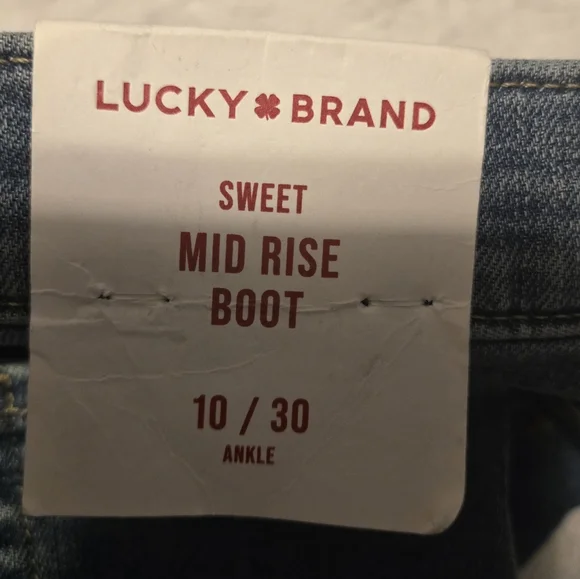 LUCKY BRAND
SWEET
MID RISE
BOOT
10 / 30
ANKLE